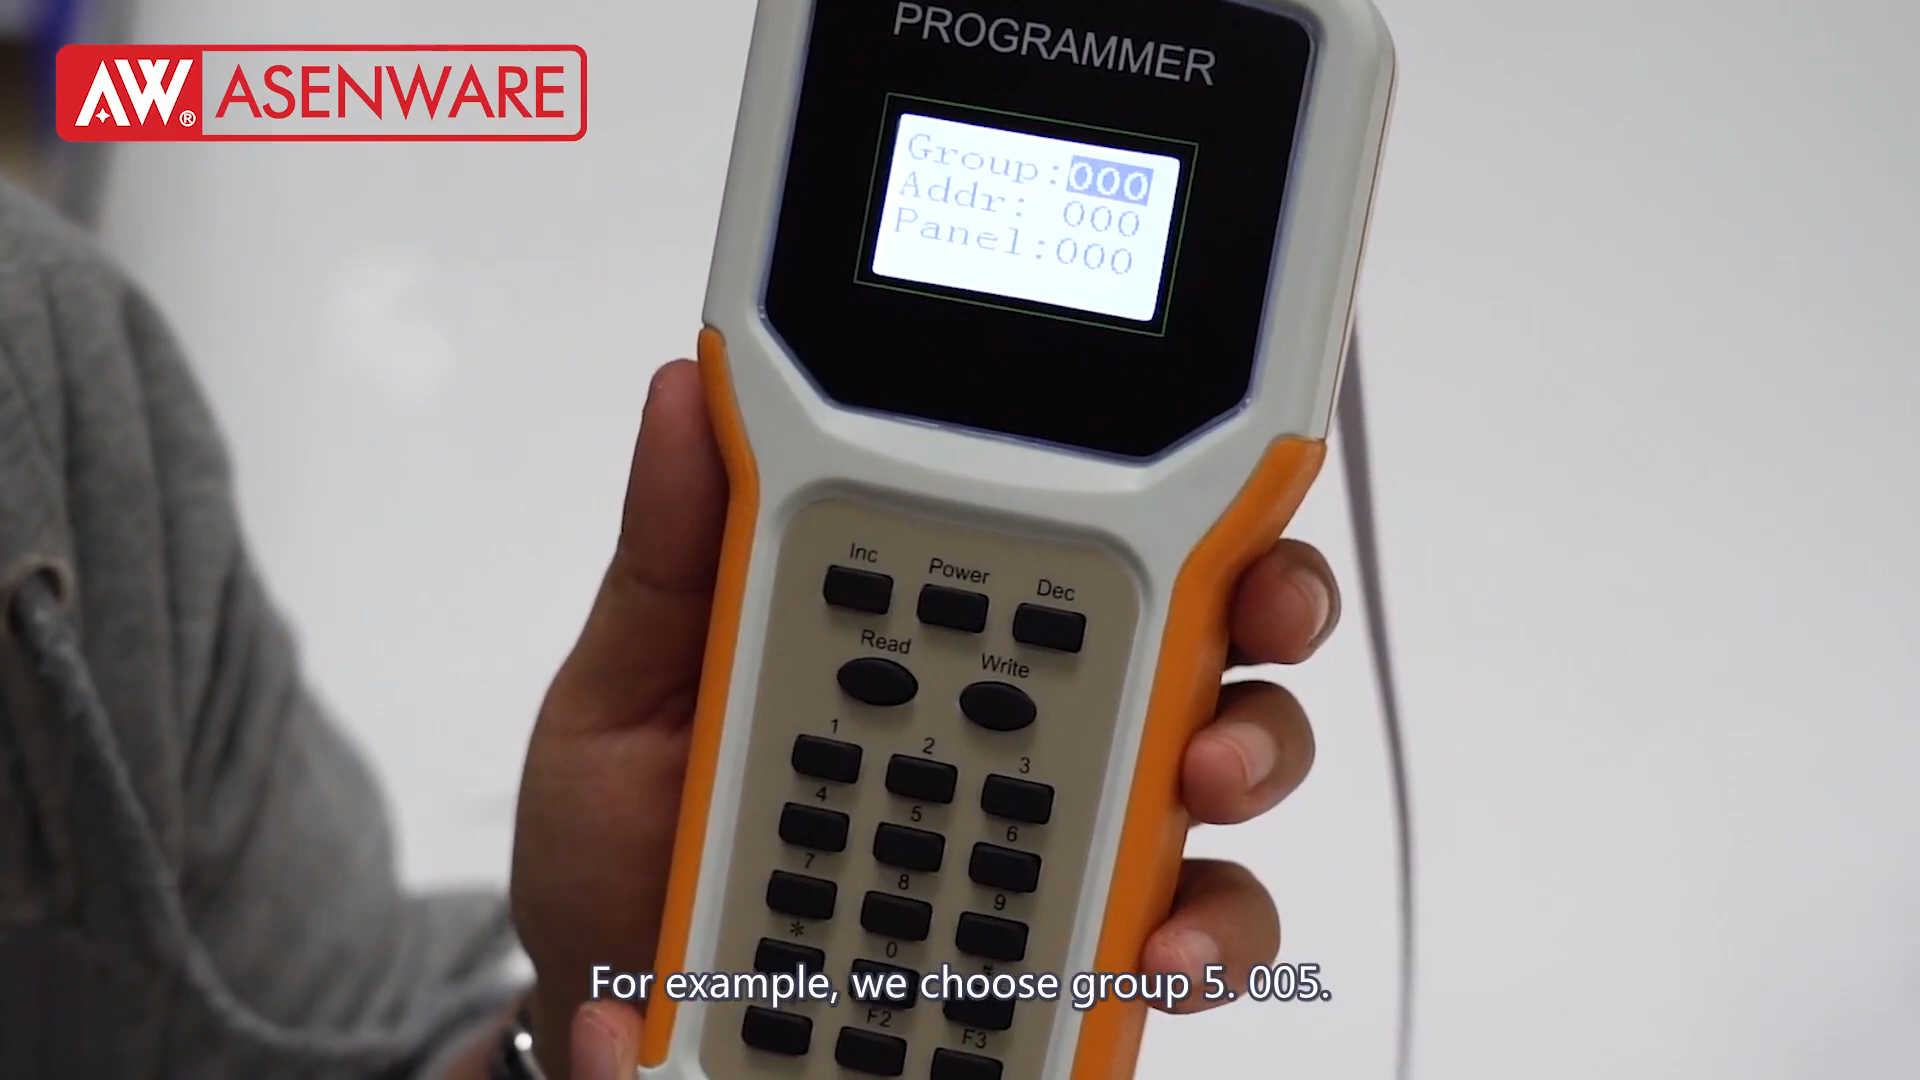 AW® ASENWARE
PROGRAMMER
Group:000
Addr: 000
Panel:000
Inc Power Dec
Read Write
1 2 3
4 5 6
7 8 9
* 0
For example, we choose group 5. 005.
F2 F3